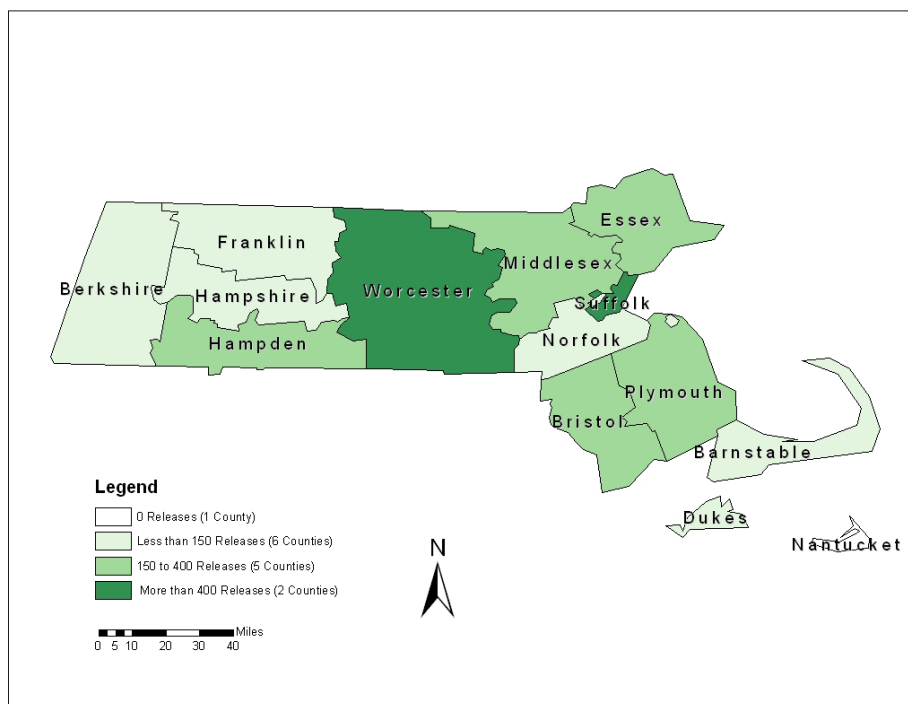 Essex
Franklin
Middlesex
Berkshire
Hampshire
Worcester
Suffolk
Hampden
Norfolk
Plymouth
Bristol
Barnstable
Dukes
Nantucket
Legend
0 Releases (1 County)
Less than 150 Releases (6 Counties)
150 to 400 Releases (5 Counties)
More than 400 Releases (2 Counties)
N
Miles
0 5 10 20 30 40